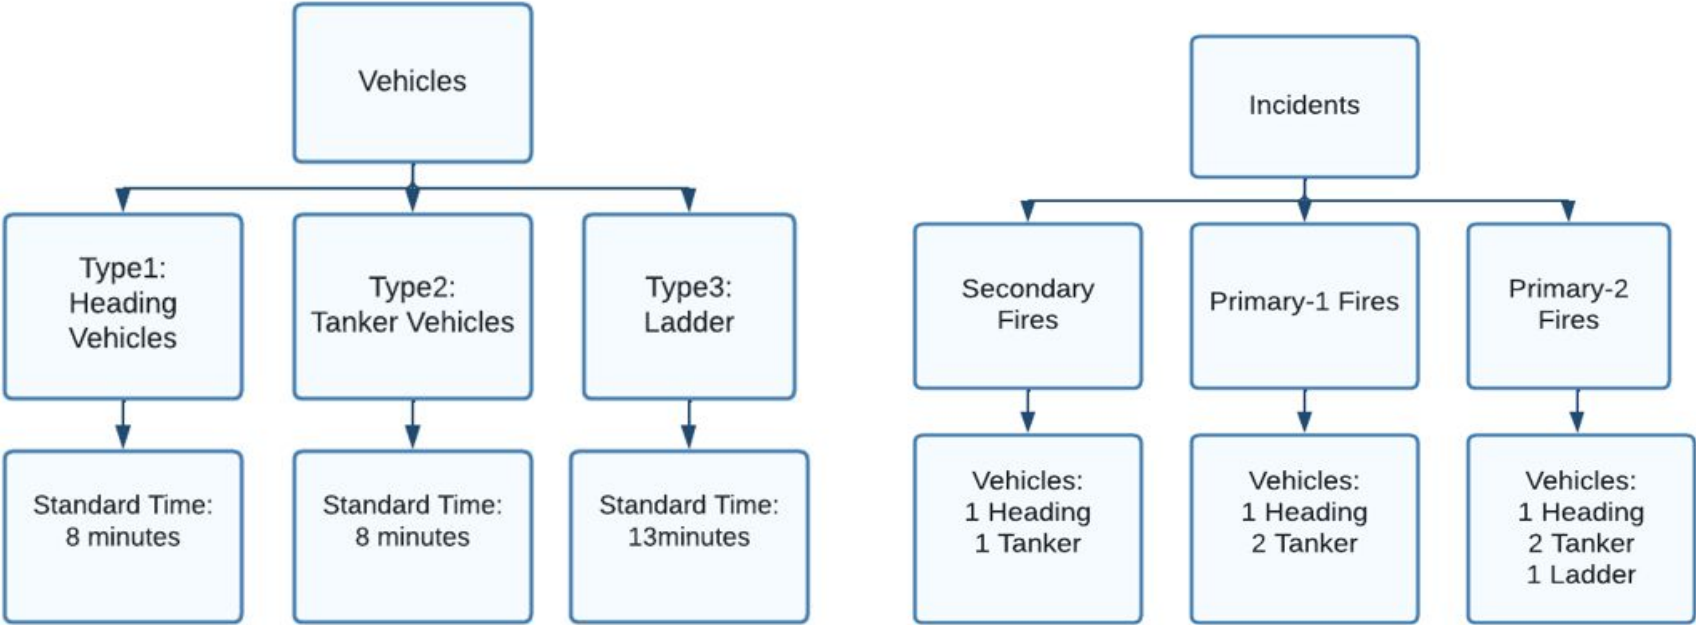 Vehicles
Type1:
Heading
Vehicles
Type2:
Tanker Vehicles
Type3:
Ladder
Standard Time:
8 minutes
Standard Time:
8 minutes
Standard Time:
13minutes
Incidents
Secondary
Fires
Primary-1 Fires
Primary-2
Fires
Vehicles:
1 Heading
1 Tanker
Vehicles:
1 Heading
2 Tanker
Vehicles:
1 Heading
2 Tanker
1 Ladder